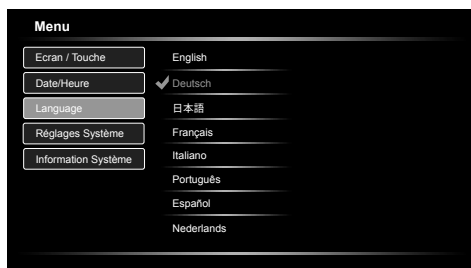 Menu
Ecran / Touche
Date/Heure
Language
Réglages Système
Information Système
English
Deutsch
日本語
Français
Italiano
Português
Español
Nederlands